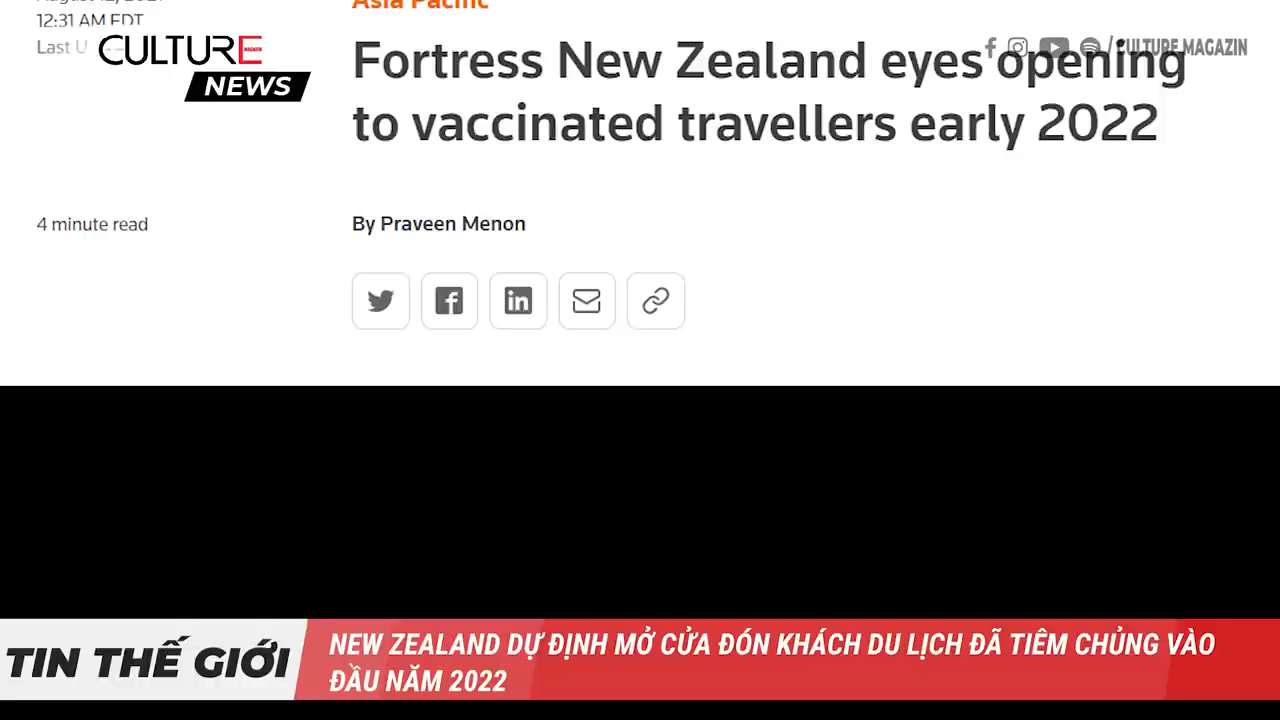 Asia Pacific
12:31 AM EDT
Last U
CULTURE
MAGAZIN
NEWS
Fortress New Zealand eyes opening
to vaccinated travellers early 2022
/ CULTURE.MAGAZIN
4 minute read
By Praveen Menon
TIN THẾ GIỚI
NEW ZEALAND DỰ ĐỊNH MỞ CỬA ĐÓN KHÁCH DU LỊCH ĐÃ TIÊM CHỦNG VÀO
ĐẦU NĂM 2022